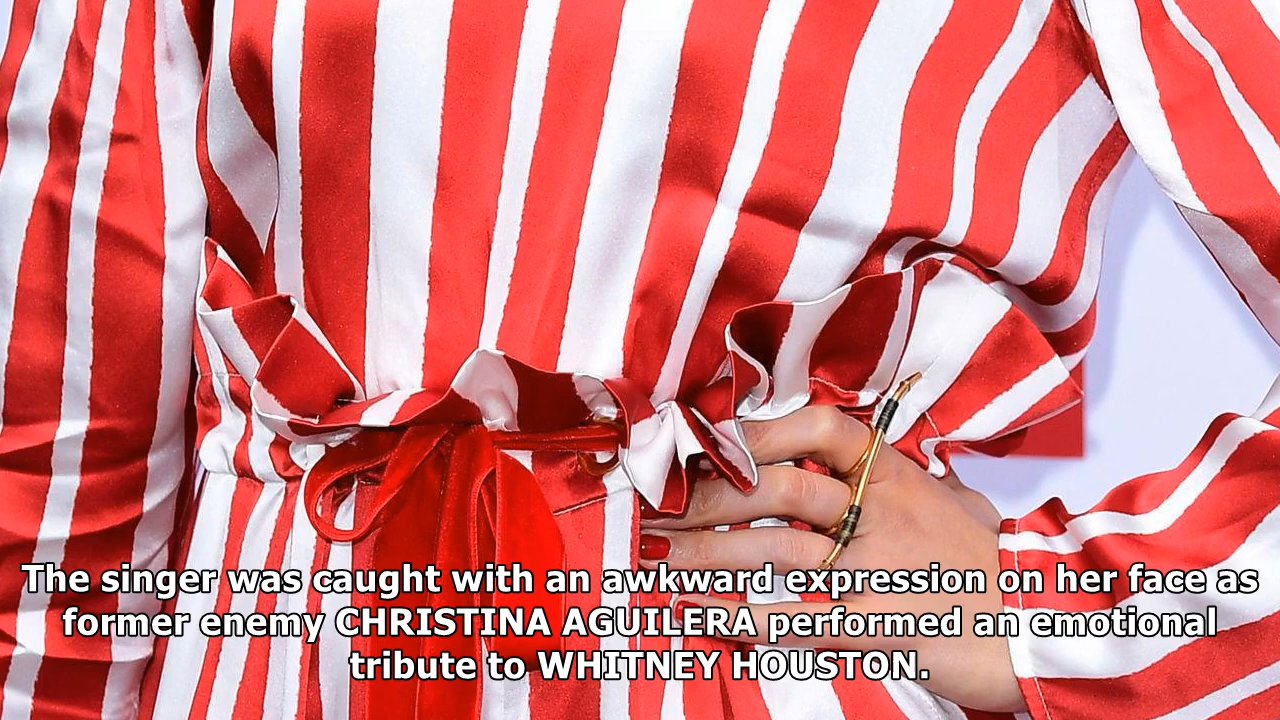 The singer was caught with an awkward expression on her face as
former enemy CHRISTINA AGUILERA performed an emotional
tribute to WHITNEY HOUSTON.